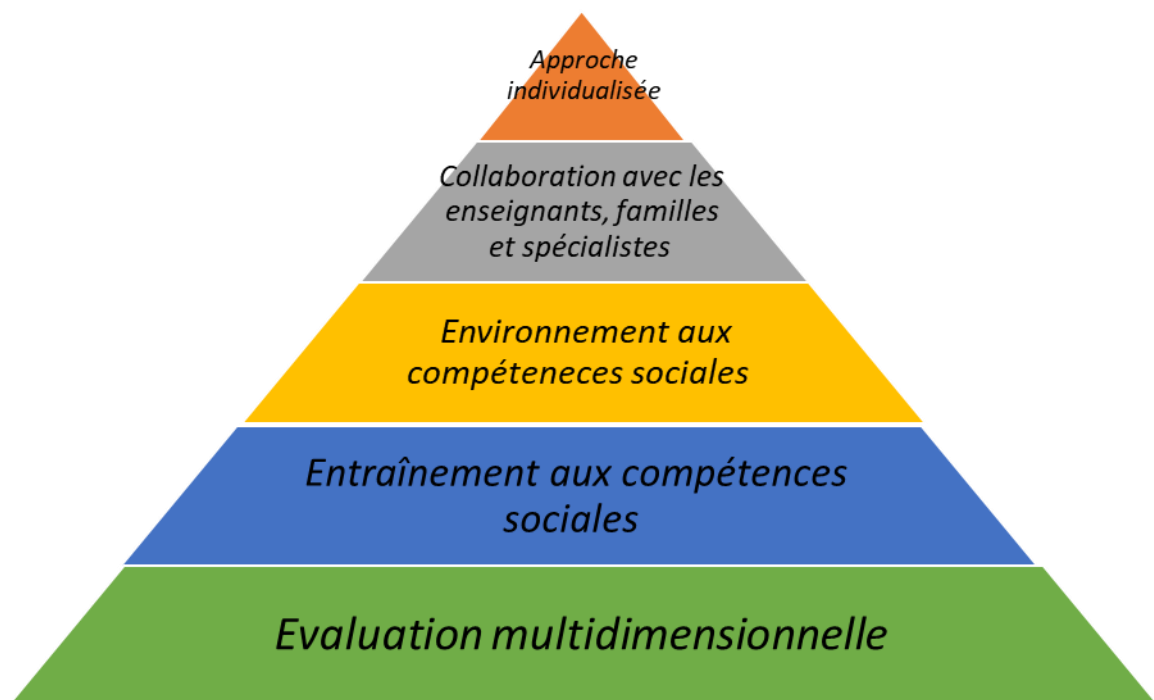 Approche
individualisée
Collaboration avec les
enseignants, familles
et spécialistes
Environnement aux
compéteneces sociales
Entraînement aux compétences
sociales
Evaluation multidimensionnelle